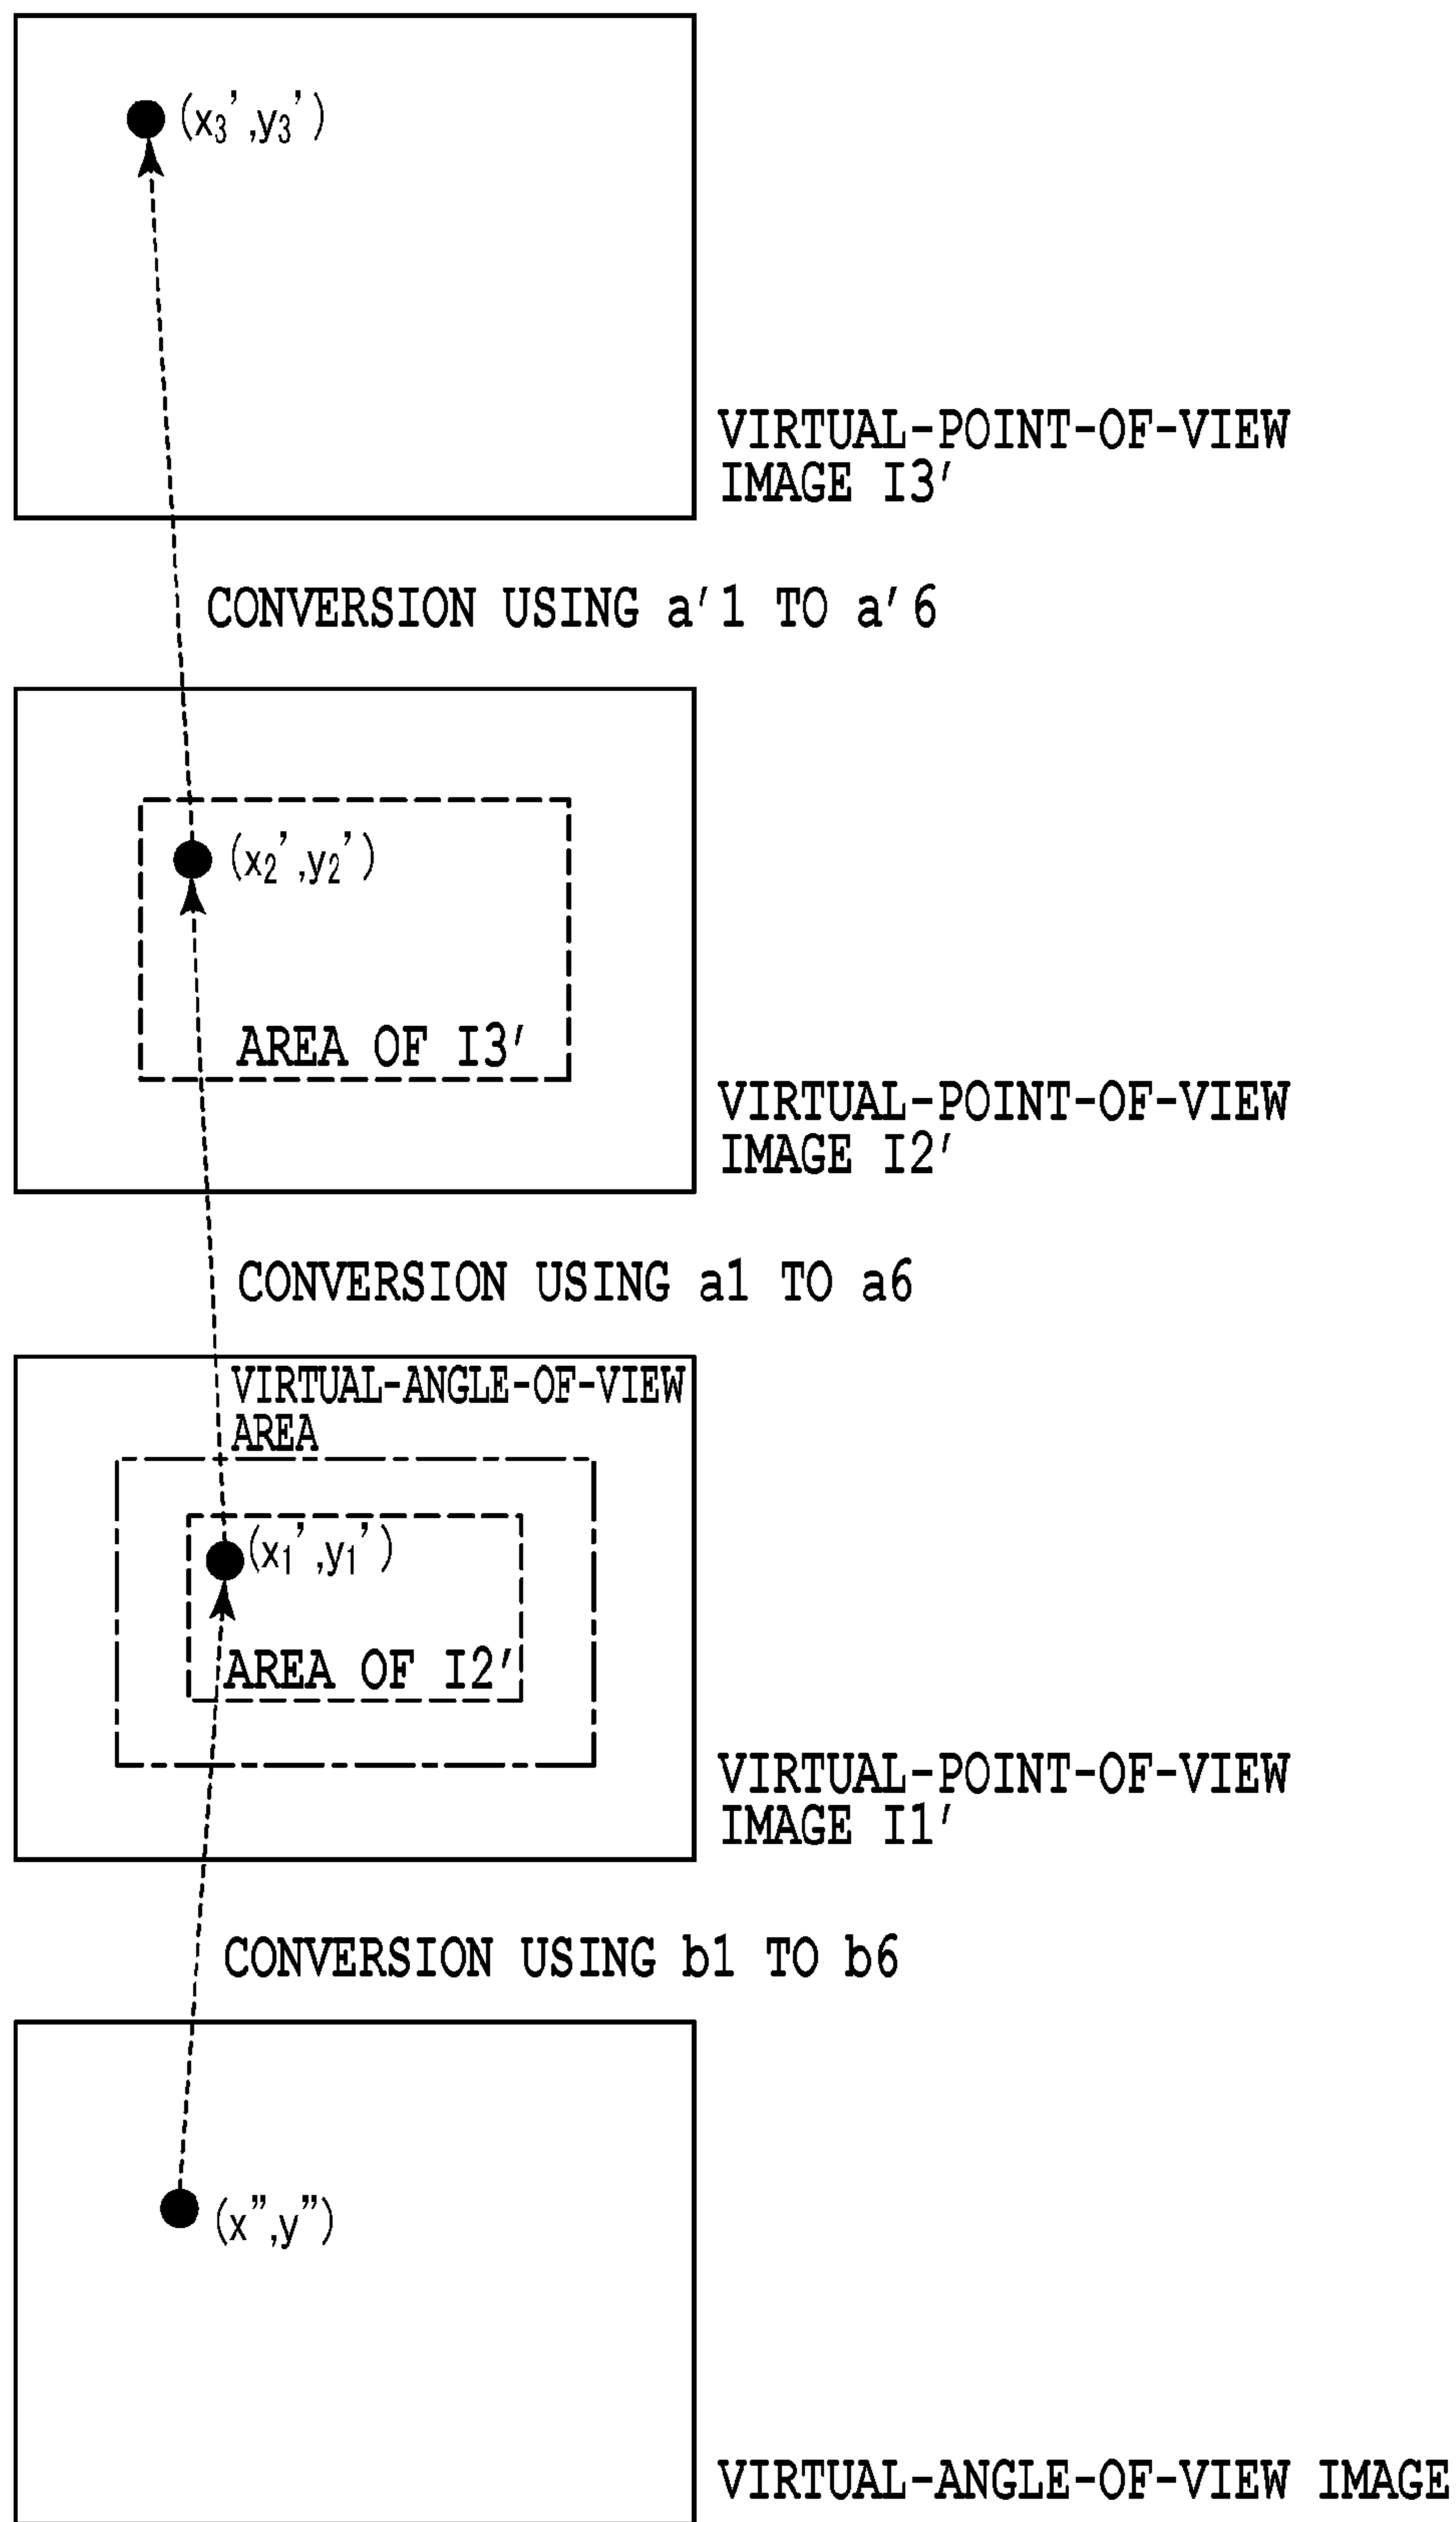 (x₃’,y₃’)
VIRTUAL-POINT-OF-VIEW
IMAGE I3′
CONVERSION USING a′1 TO a′6
(x₂’,y₂’)
AREA OF I3′
VIRTUAL-POINT-OF-VIEW
IMAGE I2′
CONVERSION USING a1 TO a6
VIRTUAL-ANGLE-OF-VIEW
AREA
(x₁’,y₁’)
AREA OF I2′
VIRTUAL-POINT-OF-VIEW
IMAGE I1′
CONVERSION USING b1 TO b6
(x”,y”)
VIRTUAL-ANGLE-OF-VIEW IMAGE